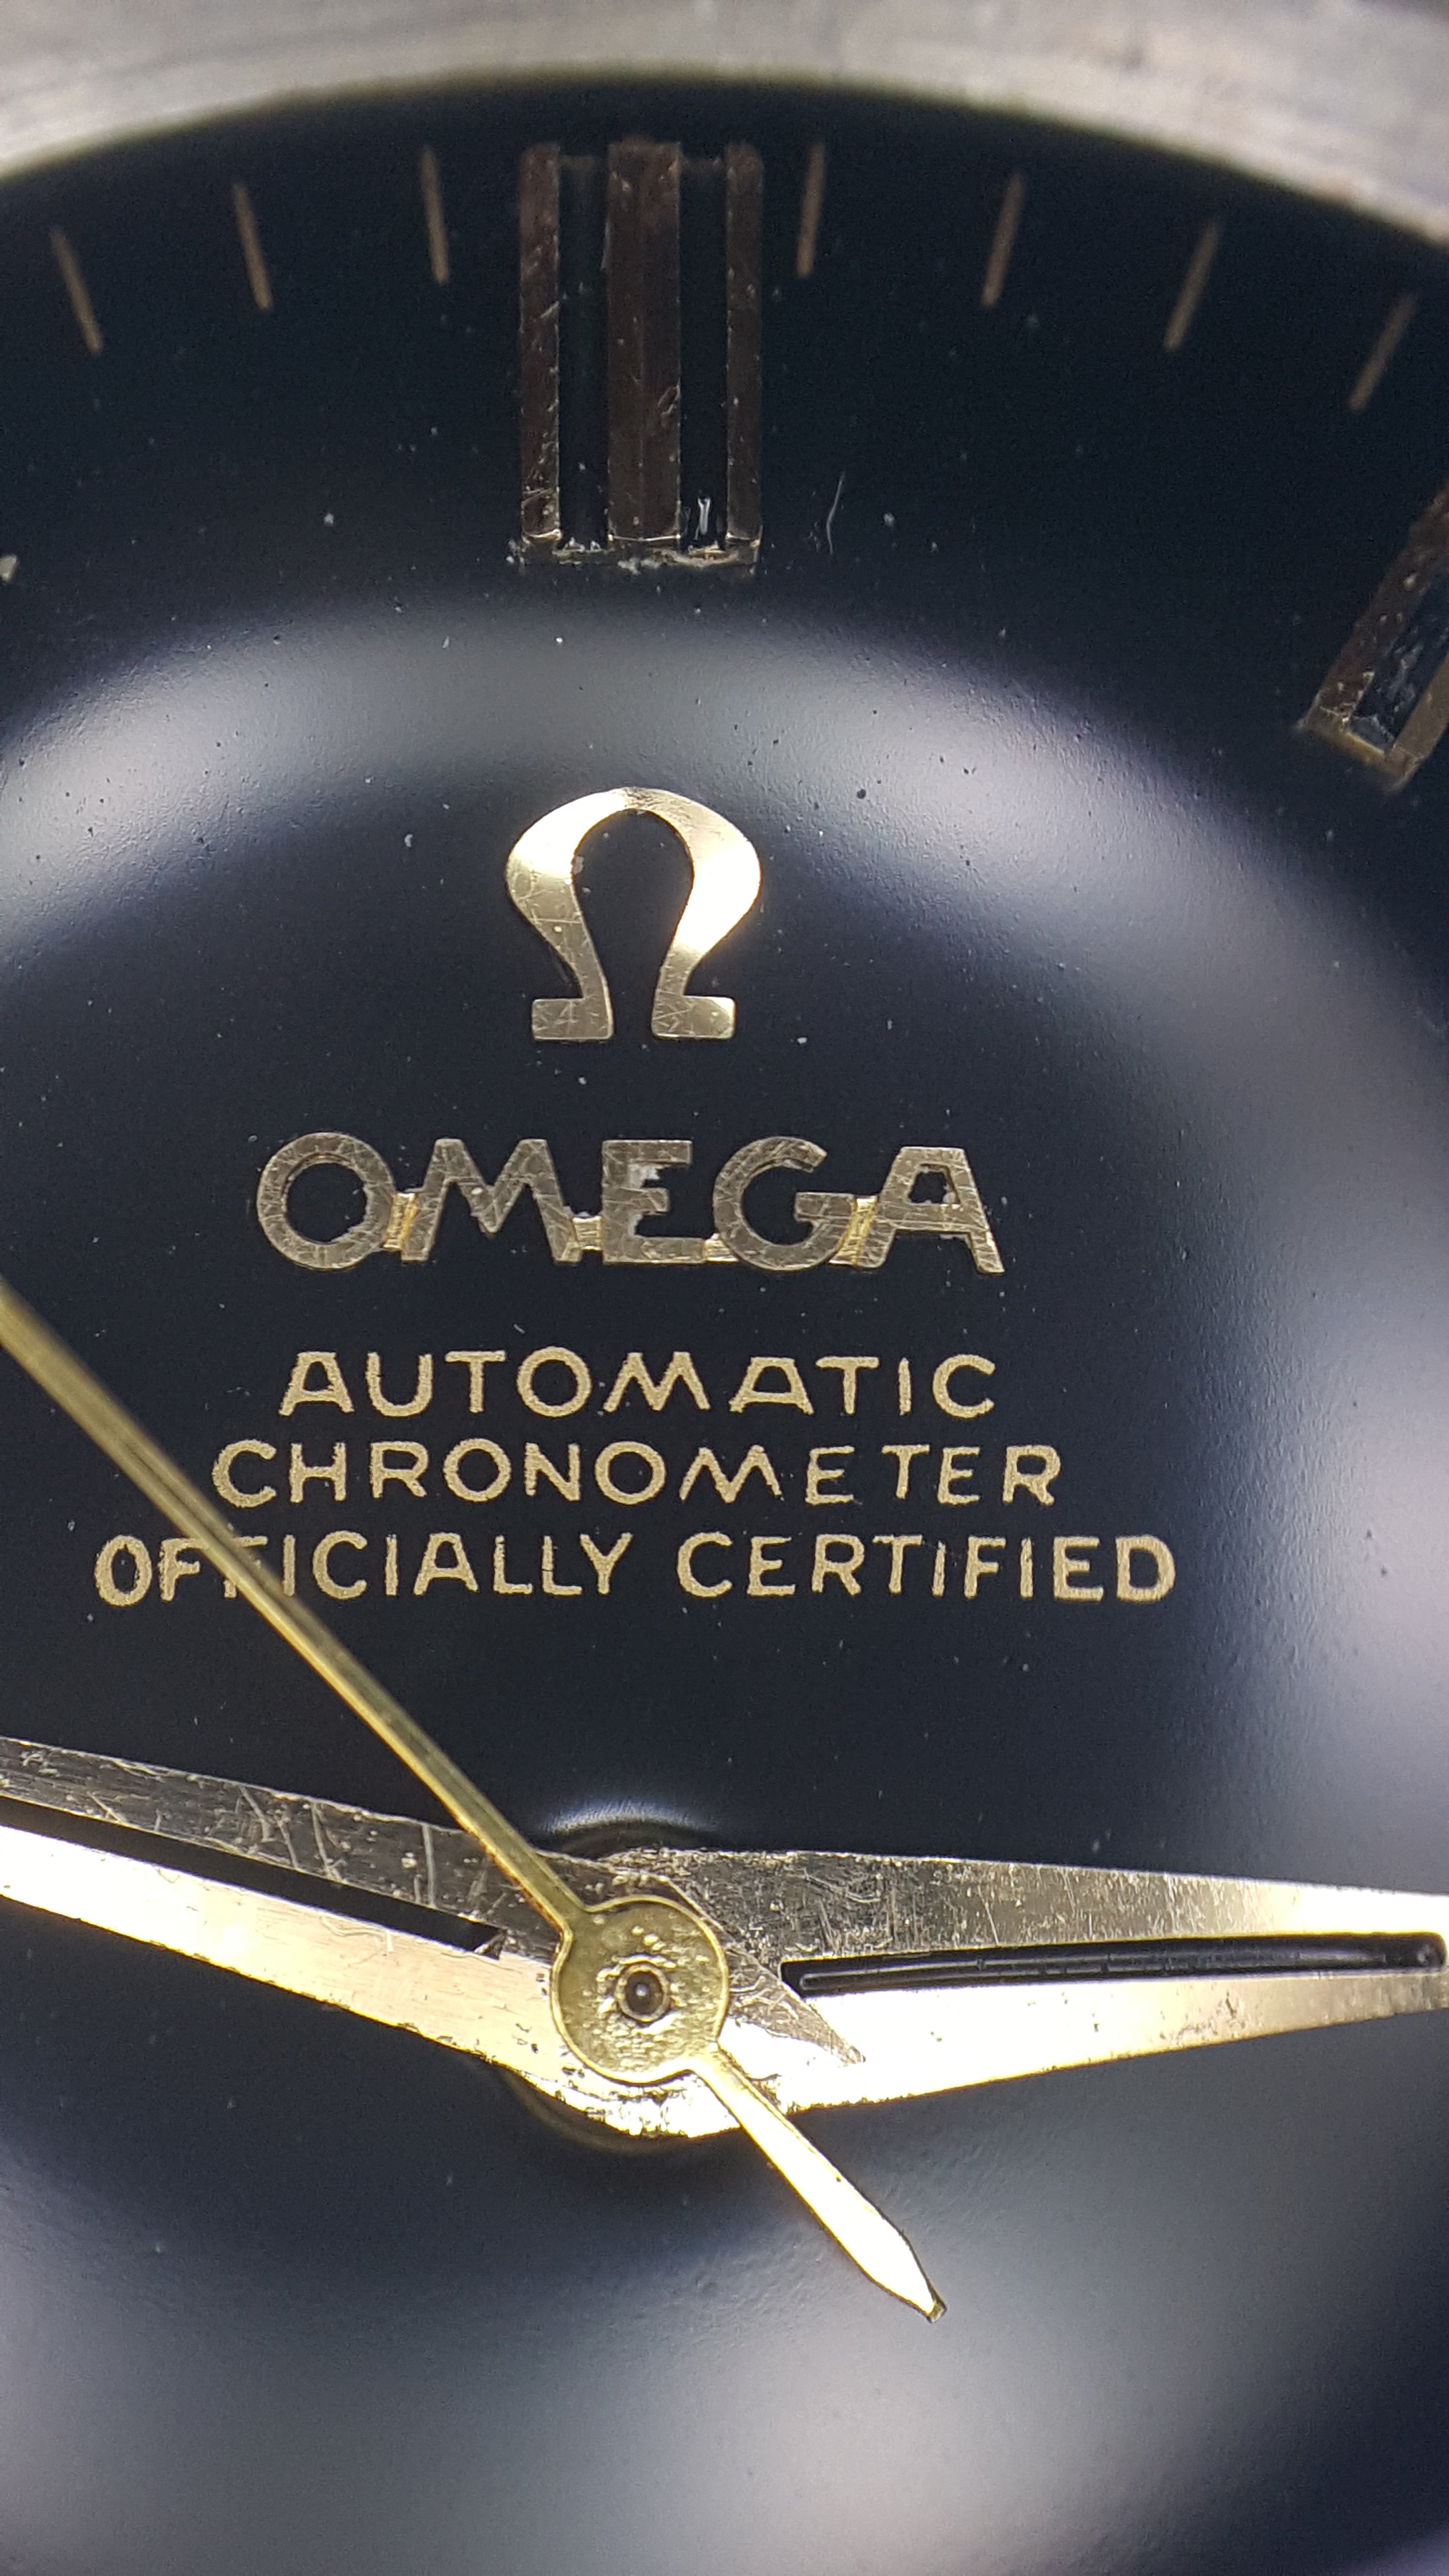 Ω
OMEGA
AUTOMATIC
CHRONOMETER
OFFICIALLY CERTIFIED